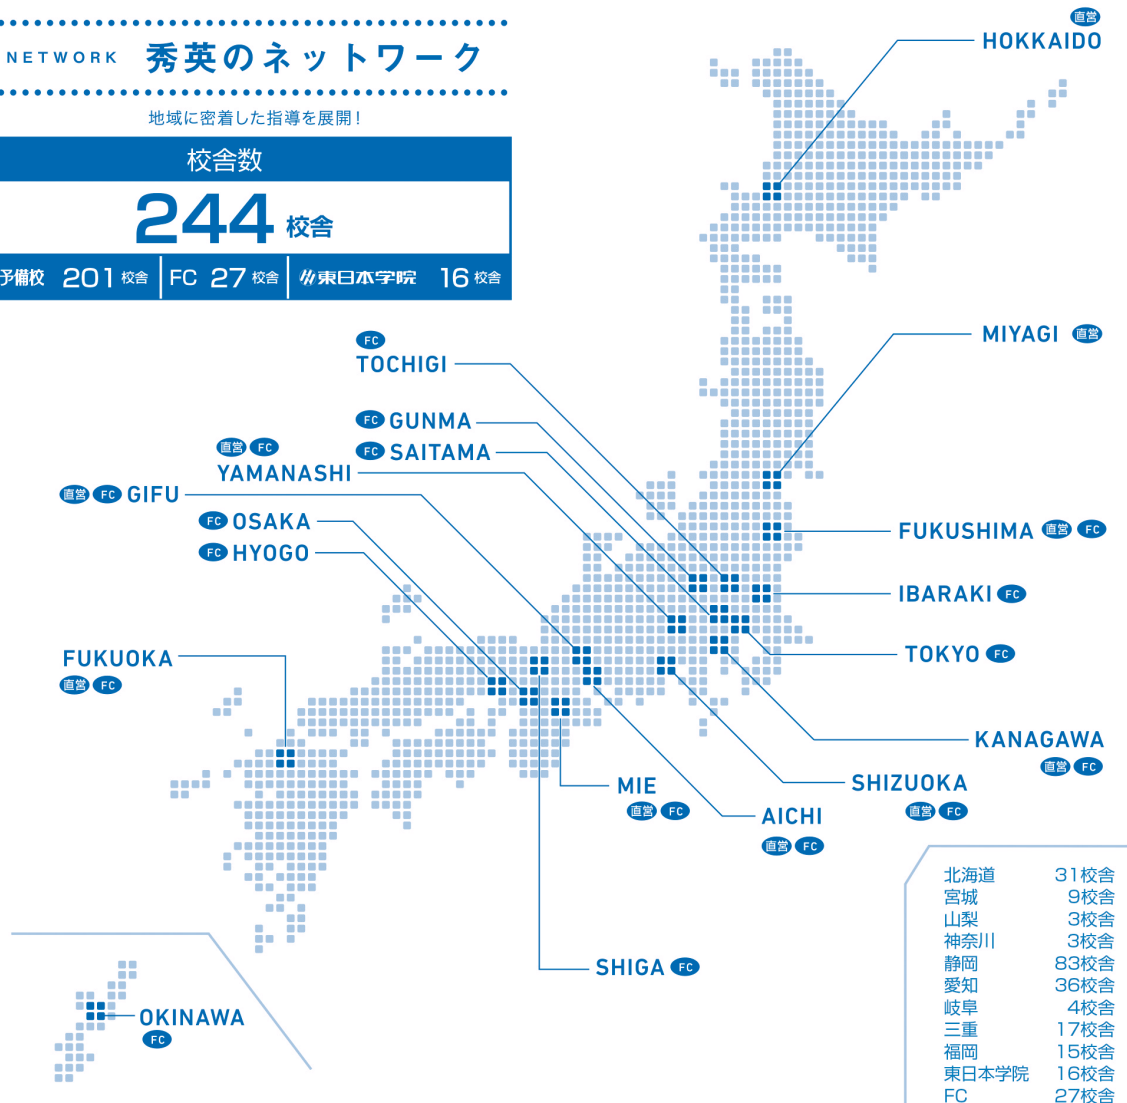 NETWORK 秀英のネットワーク
地域に密着した指導を展開!
校舎数
244 校舎
予備校 201校舎 FC 27校舎 東日本学院 16校舎
直営
HOKKAIDO
MIYAGI 直営
FC
TOCHIGI
FC GUNMA
FC SAITAMA
直営 FC
YAMANASHI
直営 FC GIFU
FC OSAKA
FC HYOGO
FUKUSHIMA 直営 FC
IBARAKI FC
TOKYO FC
FUKUOKA
直営 FC
KANAGAWA
直営 FC
SHIZUOKA
直営 FC
MIE
直営 FC
AICHI
直営 FC
SHIGA FC
OKINAWA
FC
北海道 31校舎
宮城 9校舎
山梨 3校舎
神奈川 3校舎
静岡 83校舎
愛知 36校舎
岐阜 4校舎
三重 17校舎
福岡 15校舎
東日本学院 16校舎
FC 27校舎